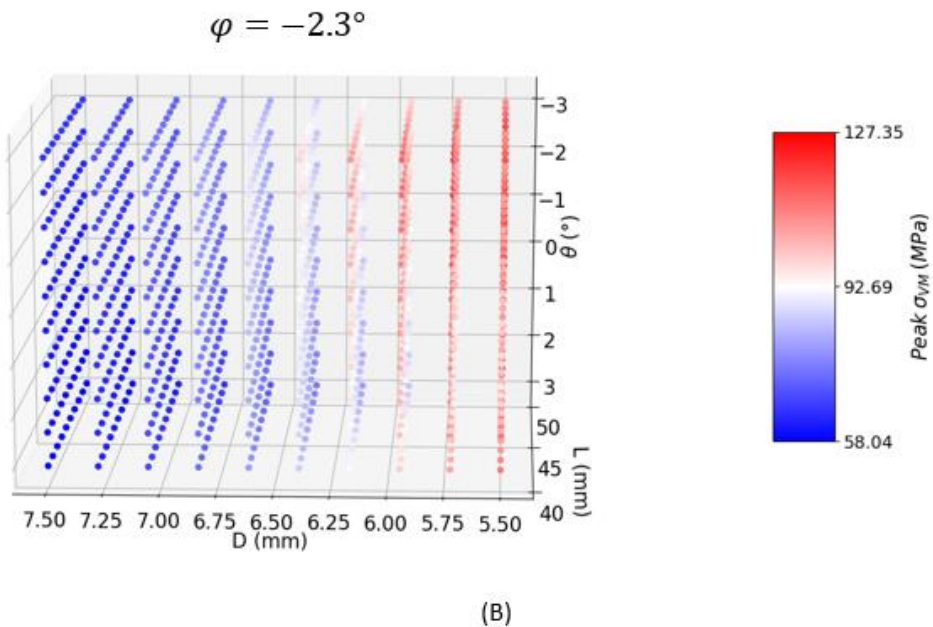 φ = −2.3°
−3
−2
−1
0
1
2
3
θ (°)
50
45
40
L (mm)
7.50 7.25 7.00 6.75 6.50 6.25 6.00 5.75 5.50
D (mm)
127.35
92.69
58.04
Peak σVM (MPa)
(B)